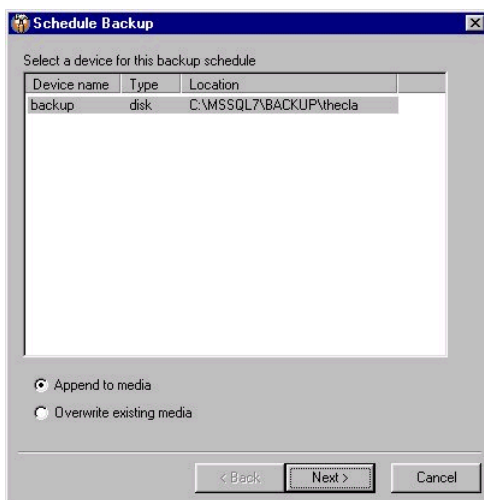 Schedule Backup
Select a device for this backup schedule
Device name Type Location
backup disk C:\MSSQL7\BACKUP\thecla
Append to media
Overwrite existing media
< Back Next > Cancel